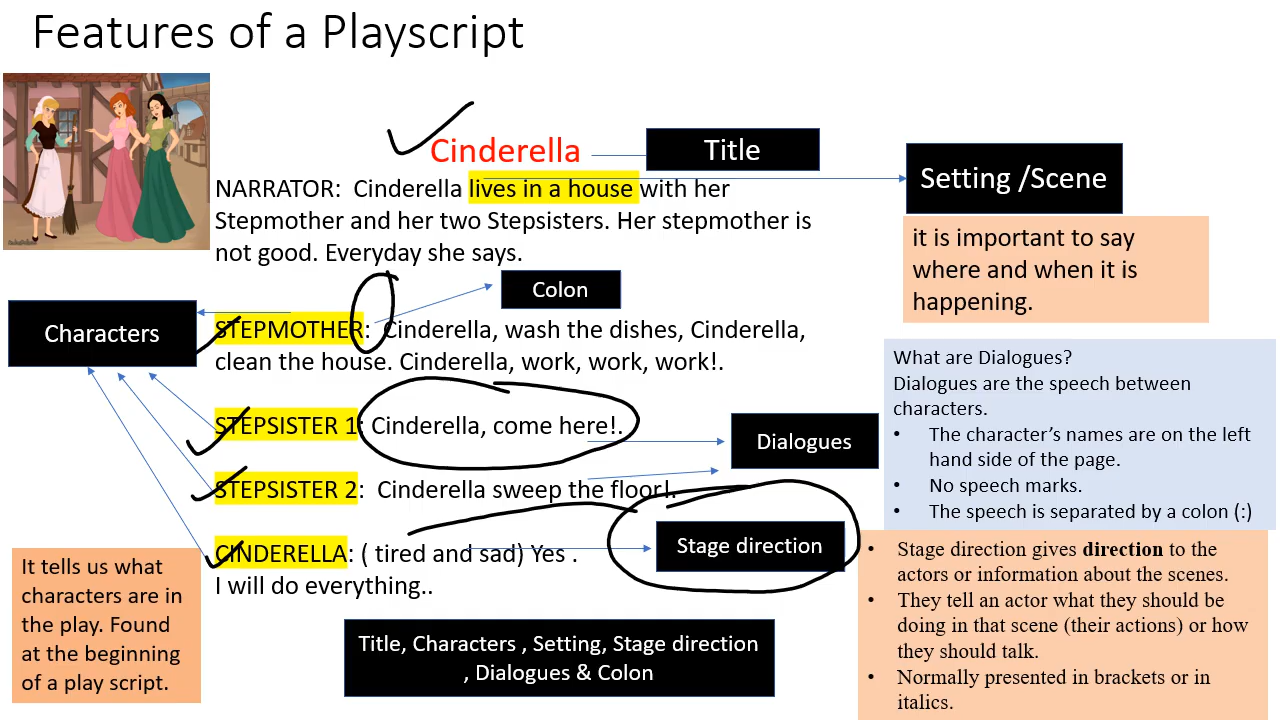 Features of a Playscript
Cinderella
Title
Setting /Scene
NARRATOR:  Cinderella lives in a house with her
Stepmother and her two Stepsisters. Her stepmother is
not good. Everyday she says.
it is important to say
where and when it is
happening.
Colon
Characters
STEPMOTHER:  Cinderella, wash the dishes, Cinderella,
clean the house. Cinderella, work, work, work!.
What are Dialogues?
Dialogues are the speech between
characters.
• The character's names are on the left
hand side of the page.
• No speech marks.
• The speech is separated by a colon (:)
STEPSISTER 1: Cinderella, come here!.
Dialogues
STEPSISTER 2:  Cinderella sweep the floor!.
CINDERELLA: ( tired and sad) Yes .
I will do everything..
Stage direction
• Stage direction gives direction to the
actors or information about the scenes.
• They tell an actor what they should be
doing in that scene (their actions) or how
they should talk.
• Normally presented in brackets or in
italics.
It tells us what
characters are in
the play. Found
at the beginning
of a play script.
Title, Characters , Setting, Stage direction
, Dialogues & Colon